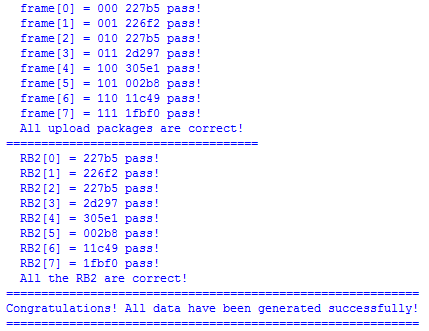 frame[0] = 000 227b5 pass!
frame[1] = 001 226f2 pass!
frame[2] = 010 227b5 pass!
frame[3] = 011 2d297 pass!
frame[4] = 100 305e1 pass!
frame[5] = 101 002b8 pass!
frame[6] = 110 11c49 pass!
frame[7] = 111 1fbf0 pass!
All upload packages are correct!
====================================
RB2[0] = 227b5 pass!
RB2[1] = 226f2 pass!
RB2[2] = 227b5 pass!
RB2[3] = 2d297 pass!
RB2[4] = 305e1 pass!
RB2[5] = 002b8 pass!
RB2[6] = 11c49 pass!
RB2[7] = 1fbf0 pass!
All the RB2 are correct!
===========================================================
Congratulations! All data have been generated successfully!
===========================================================